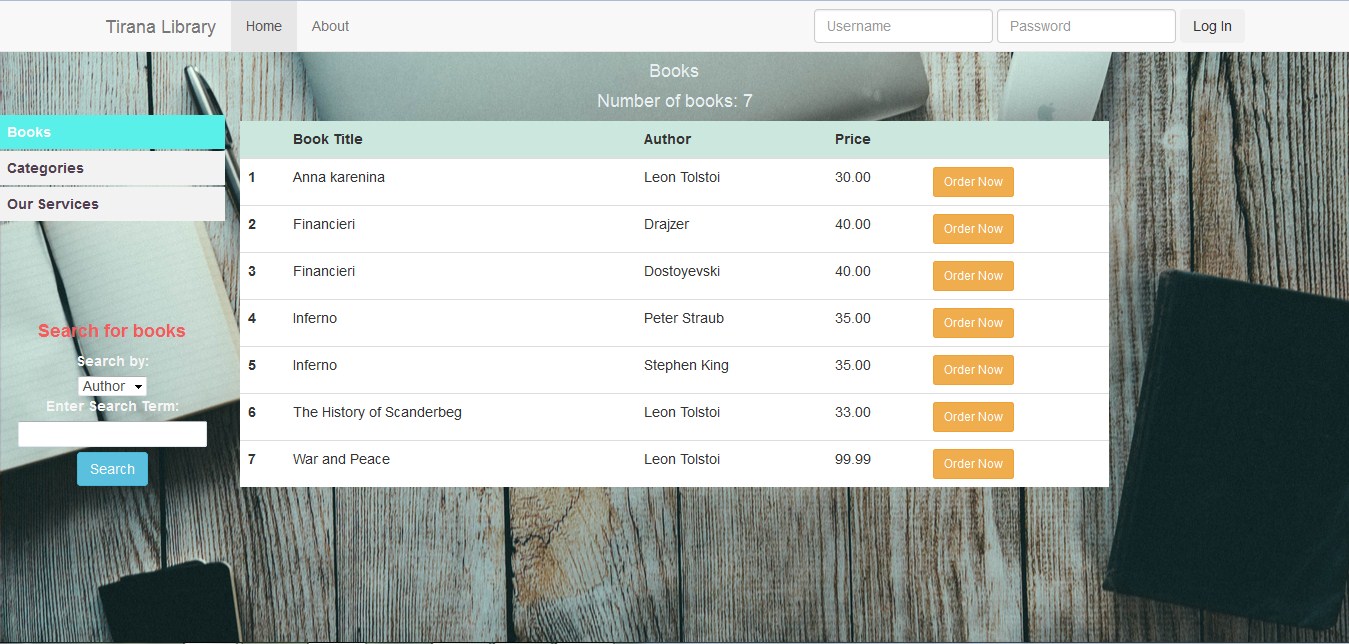 Tirana Library Home About Username Password Log In
Books
Number of books: 7
Books
Categories
Our Services
Search for books
Search by:
Author
Enter Search Term:
Search
Book Title Author Price
1 Anna karenina Leon Tolstoi 30.00 Order Now
2 Financieri Drajzer 40.00 Order Now
3 Financieri Dostoyevski 40.00 Order Now
4 Inferno Peter Straub 35.00 Order Now
5 Inferno Stephen King 35.00 Order Now
6 The History of Scanderbeg Leon Tolstoi 33.00 Order Now
7 War and Peace Leon Tolstoi 99.99 Order Now